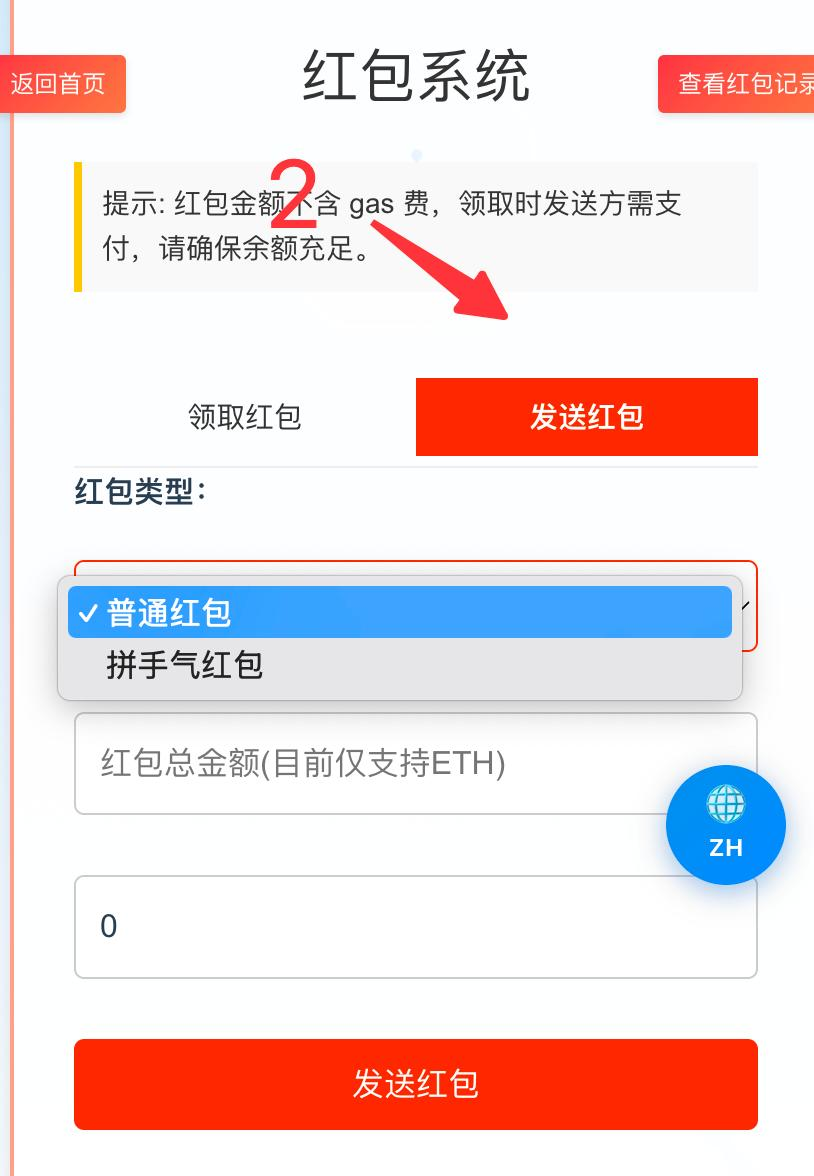 返回首页
红包系统
查看红包记录
2
提示: 红包金额不含 gas 费，领取时发送方需支
付，请确保余额充足。
领取红包
发送红包
红包类型：
✓ 普通红包
拼手气红包
红包总金额(目前仅支持ETH)
ZH
0
发送红包